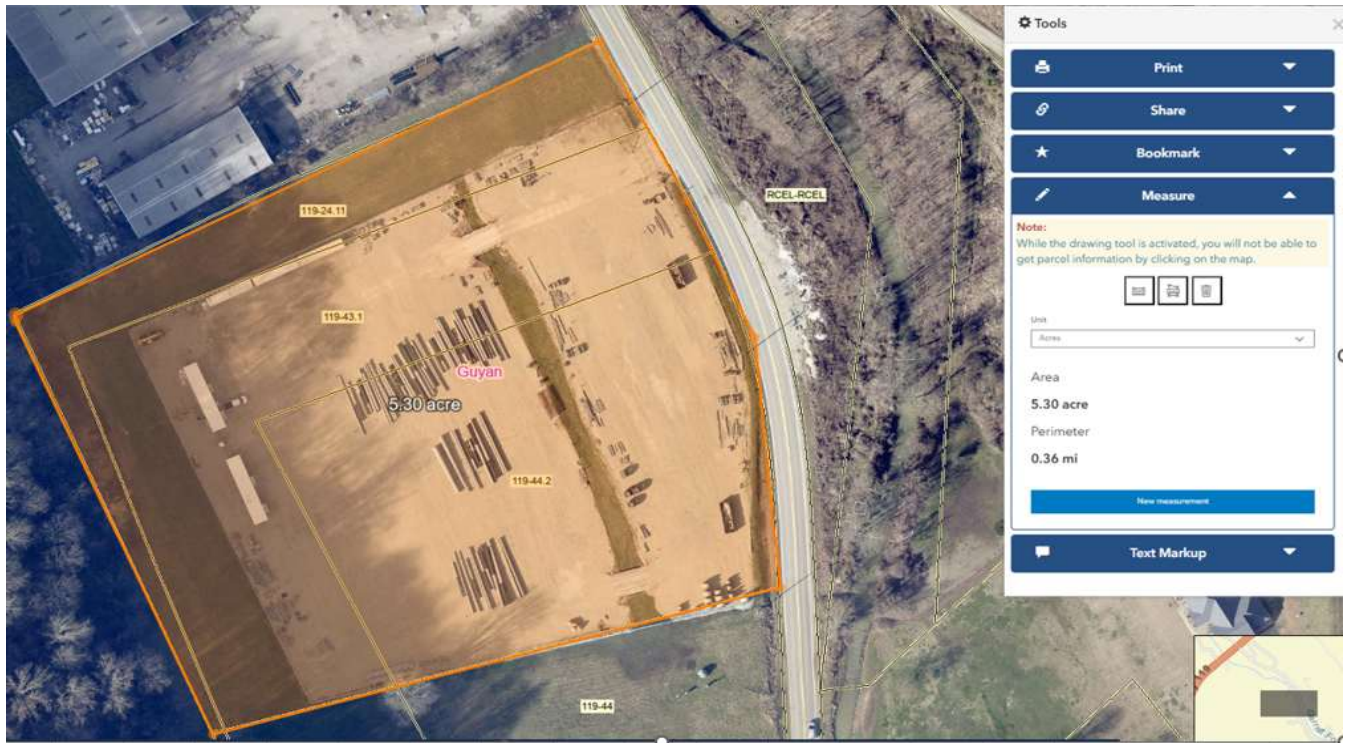 Tools
Print
Share
Bookmark
Measure
Note:
While the drawing tool is activated, you will not be able to
get parcel information by clicking on the map.
Unit
Acres
Area
5.30 acre
Perimeter
0.36 mi
New measurement
Text Markup
RCEL-RCEL
119-24.11
119-43.1
Guyan
5.30 acre
119-44.2
119-44